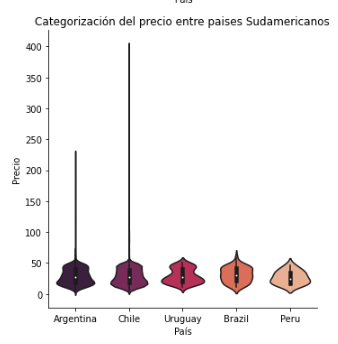 País
Categorización del precio entre paises Sudamericanos
400
350
300
250
200
150
100
50
0
Precio
Argentina Chile Uruguay Brazil Peru
País